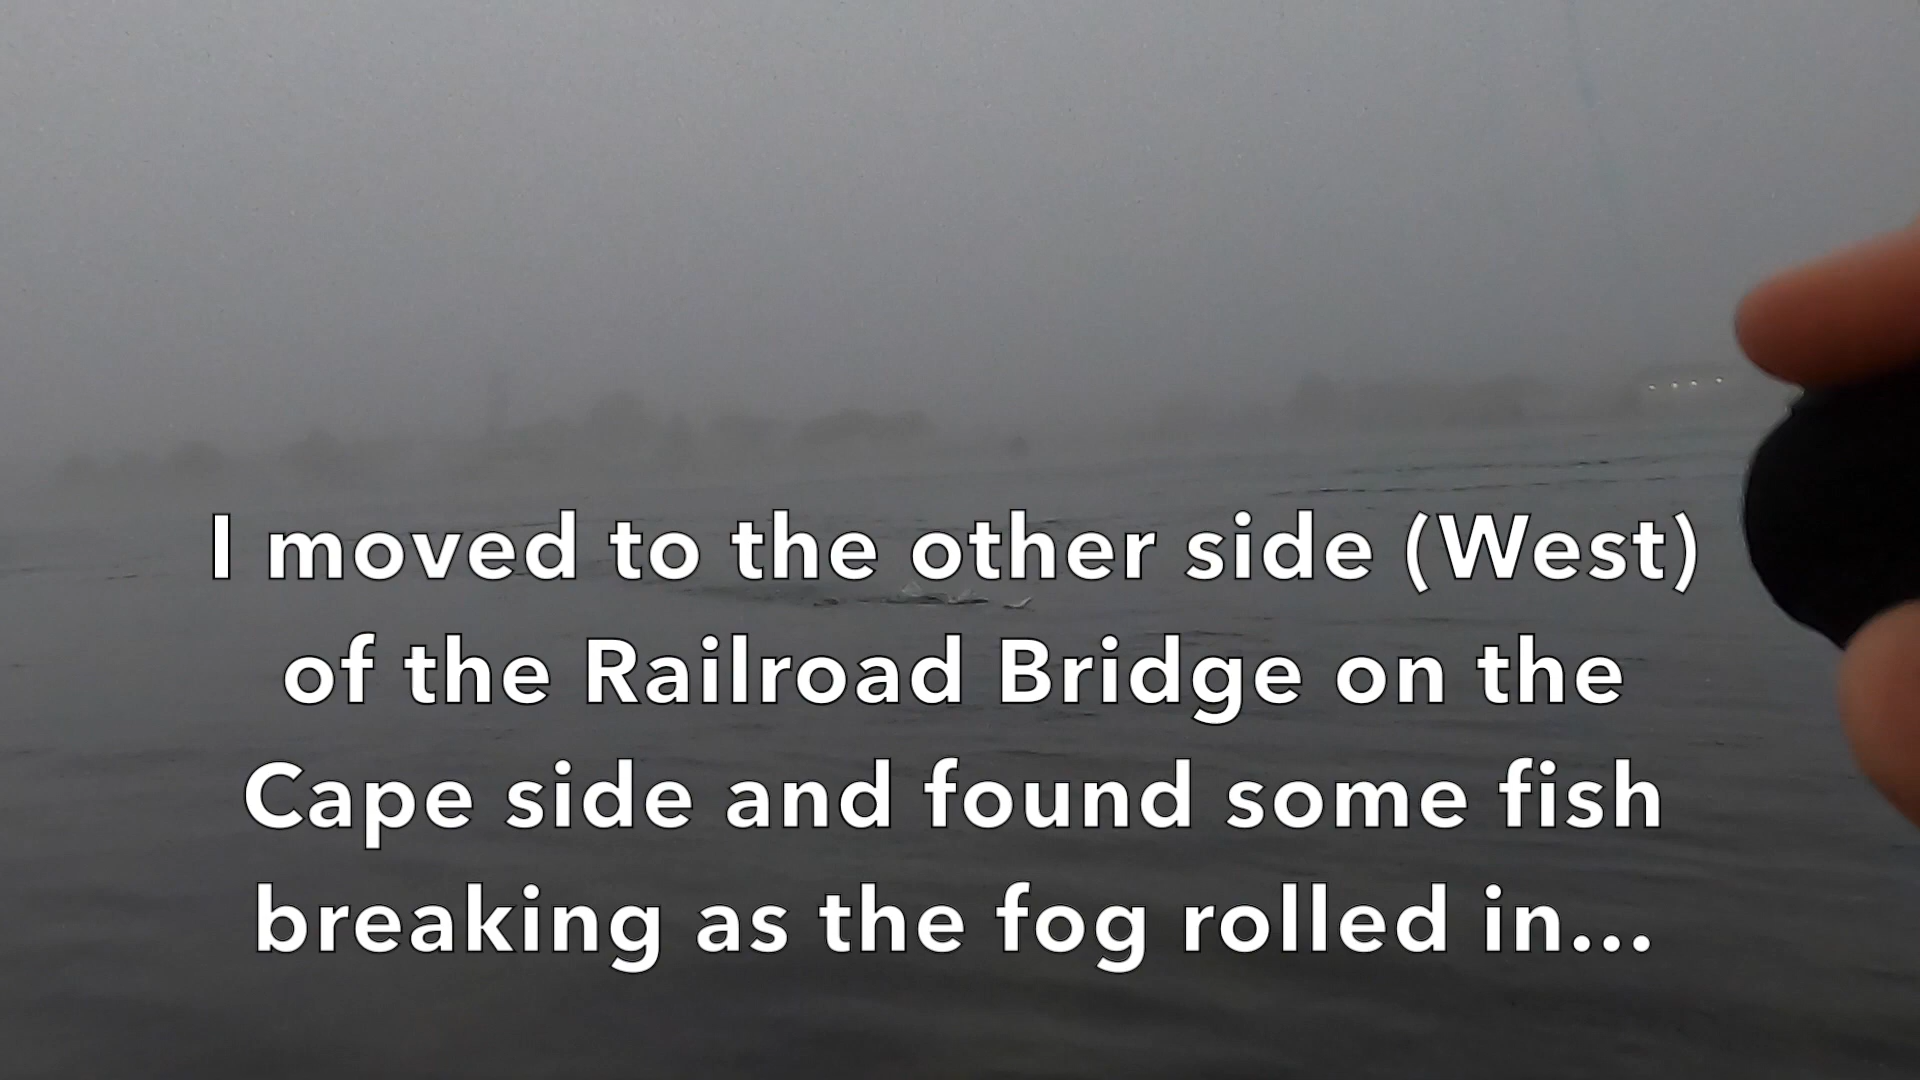 I moved to the other side (West)
of the Railroad Bridge on the
Cape side and found some fish
breaking as the fog rolled in...